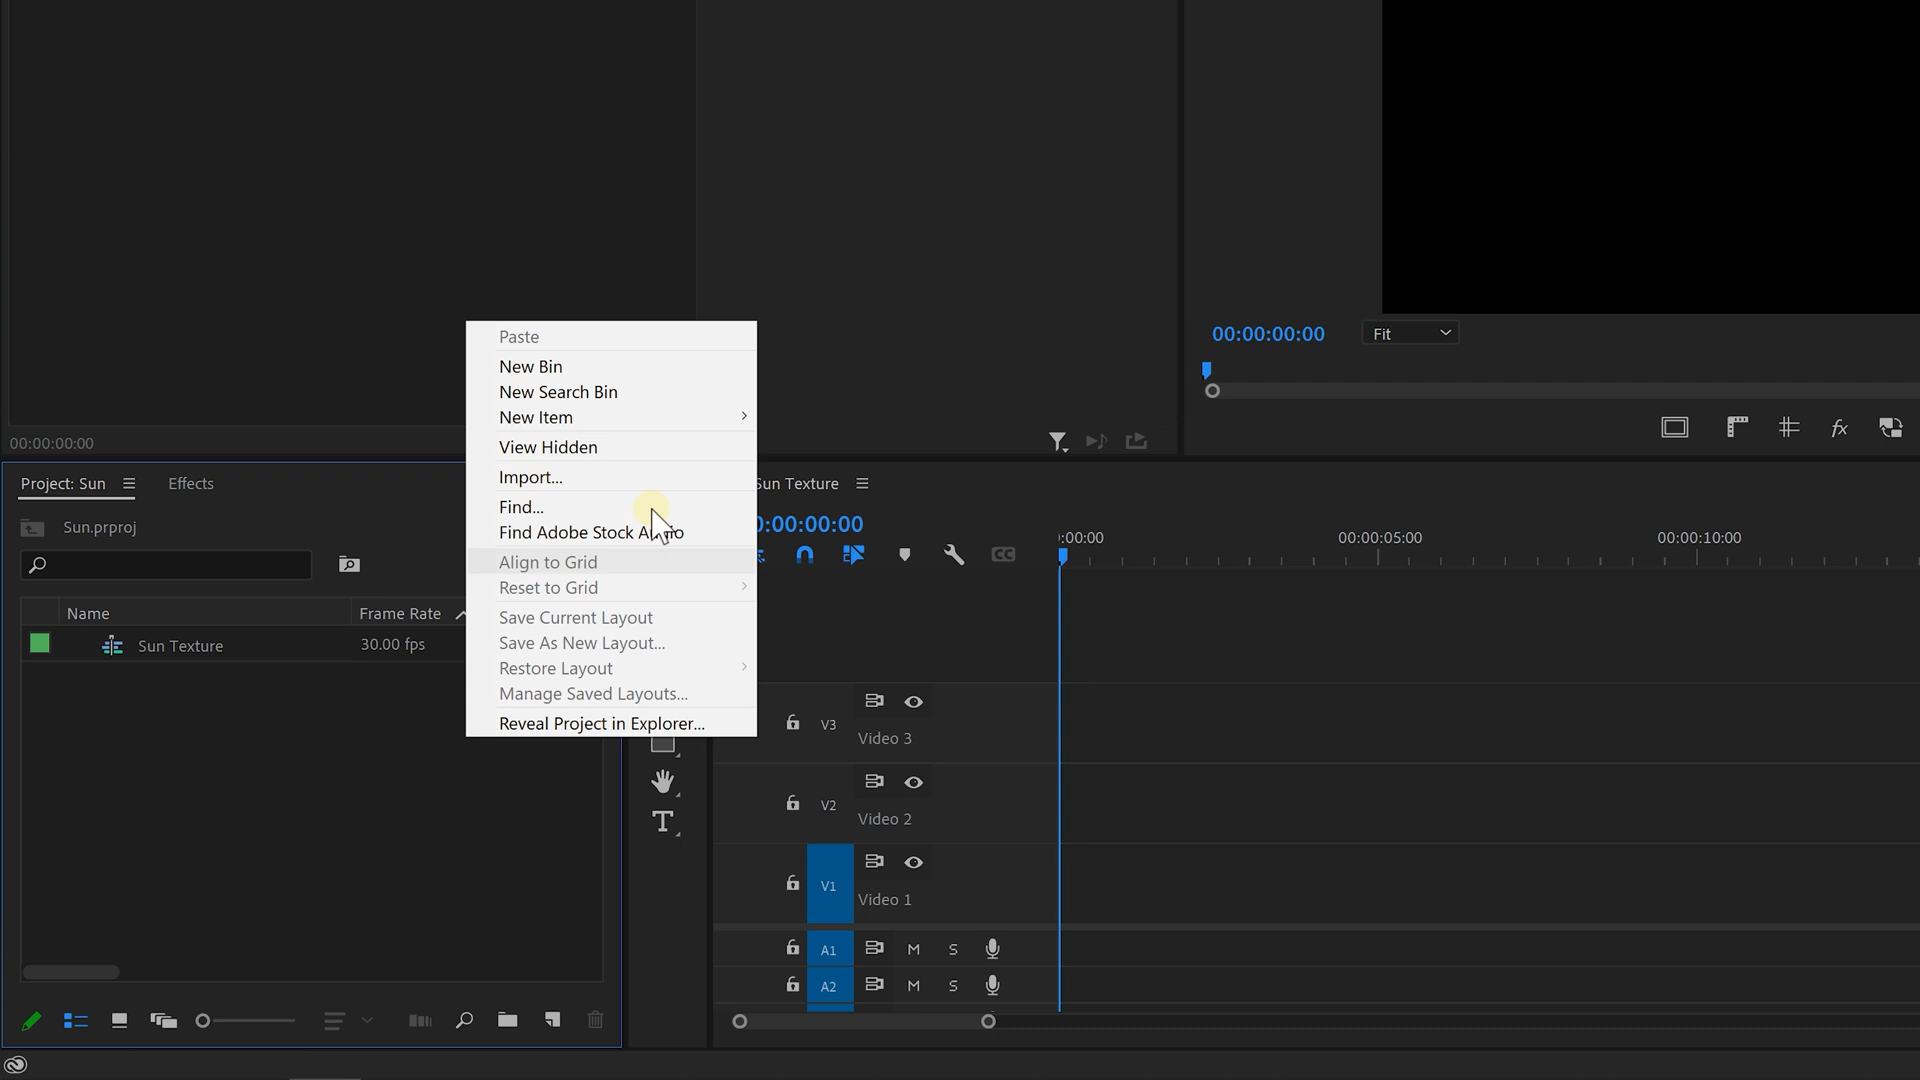 00:00:00:00
Fit
00:00:00:00
Paste
New Bin
New Search Bin
New Item
View Hidden
Import...
Find...
Find Adobe Stock
Align to Grid
Reset to Grid
Save Current Layout
Save As New Layout...
Restore Layout
Manage Saved Layouts...
Reveal Project in Explorer...
Project: Sun
Effects
Sun.prproj
Name
Frame Rate
Sun Texture
30.00 fps
Sun Texture
0:00:00:00
CC
:00:00
00:00:05:00
00:00:10:00
fx
T
V3
Video 3
V2
Video 2
V1
Video 1
A1 M S
A2 M S